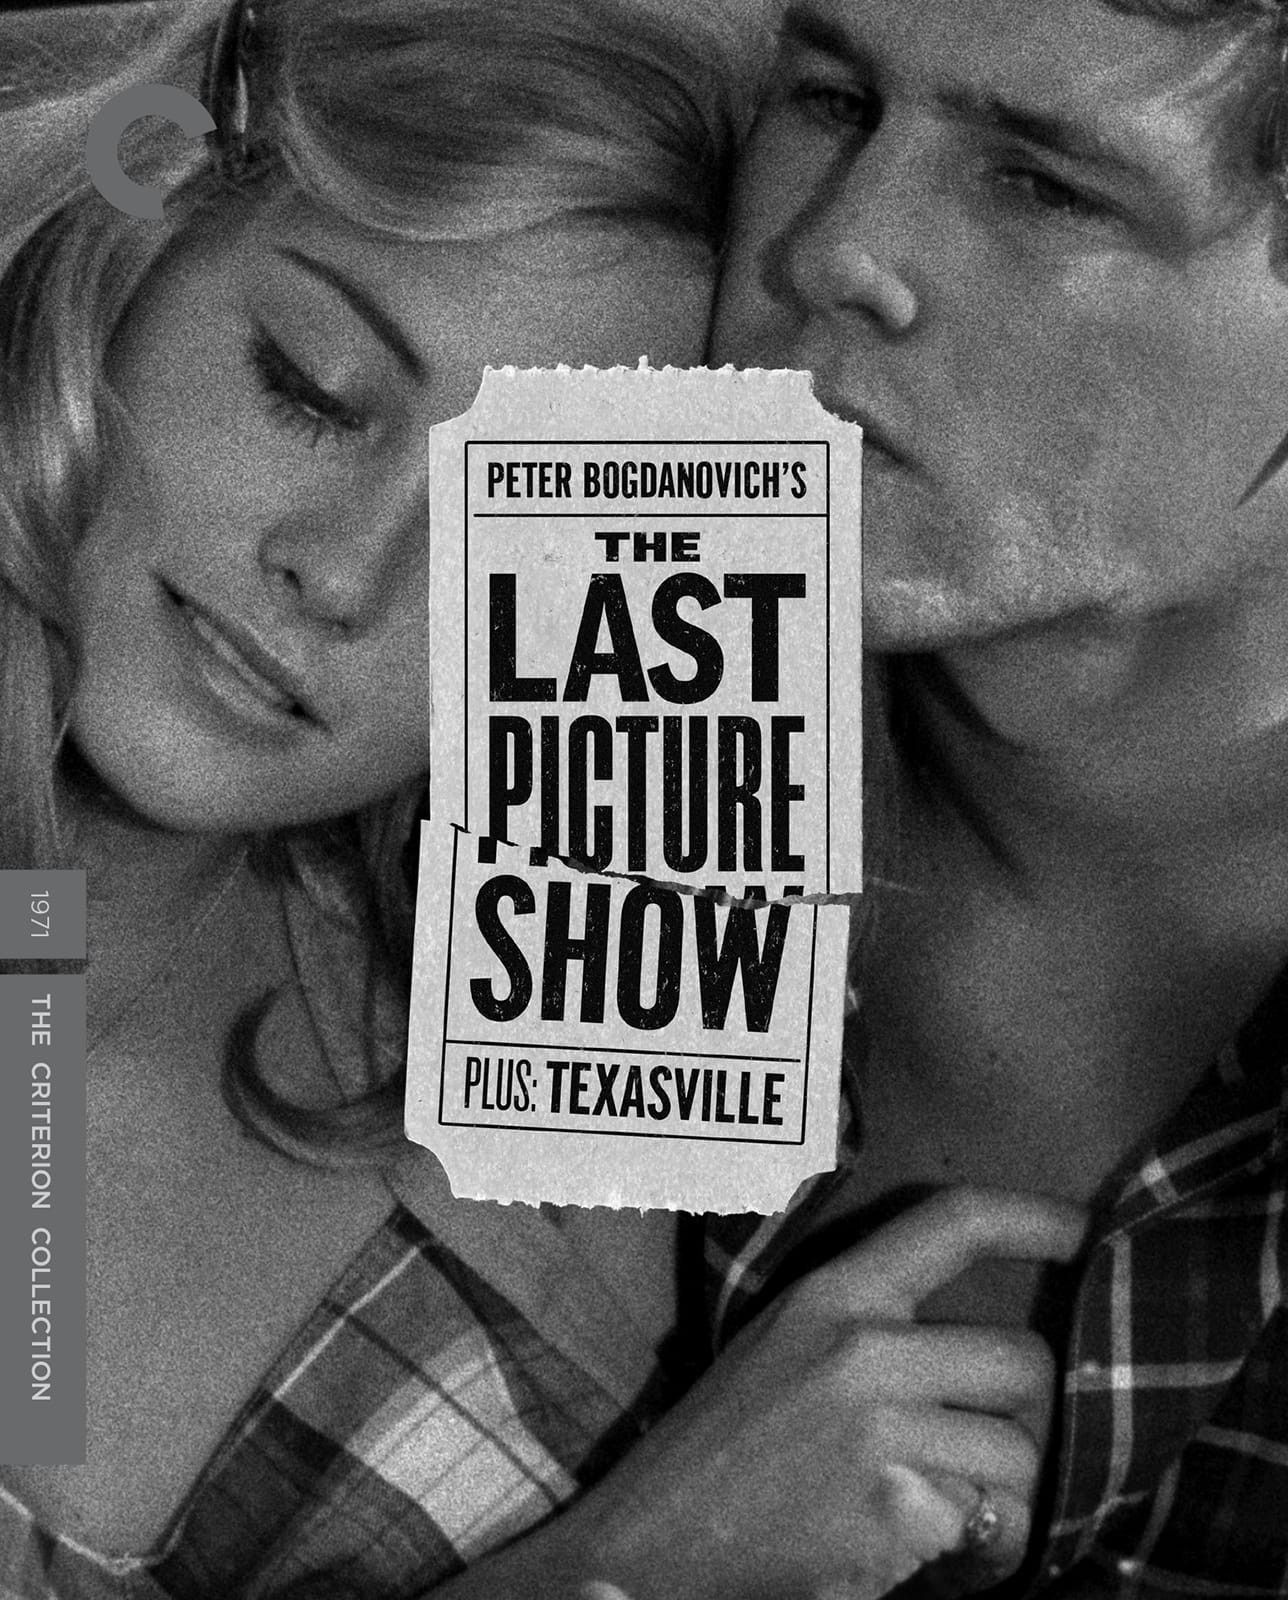 PETER BOGDANOVICH'S
THE
LAST
PICTURE
SHOW
PLUS: TEXASVILLE
1971
THE CRITERION COLLECTION